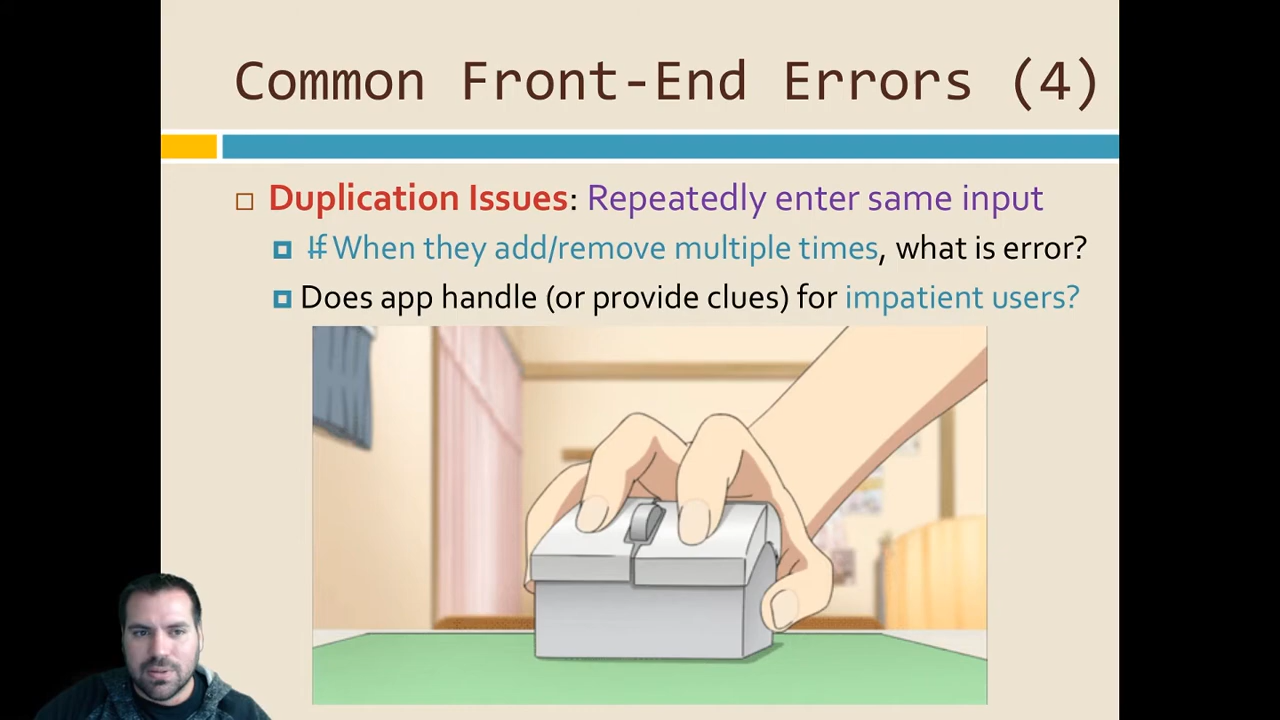 Common Front-End Errors (4)
Duplication Issues: Repeatedly enter same input
If When they add/remove multiple times, what is error?
Does app handle (or provide clues) for impatient users?